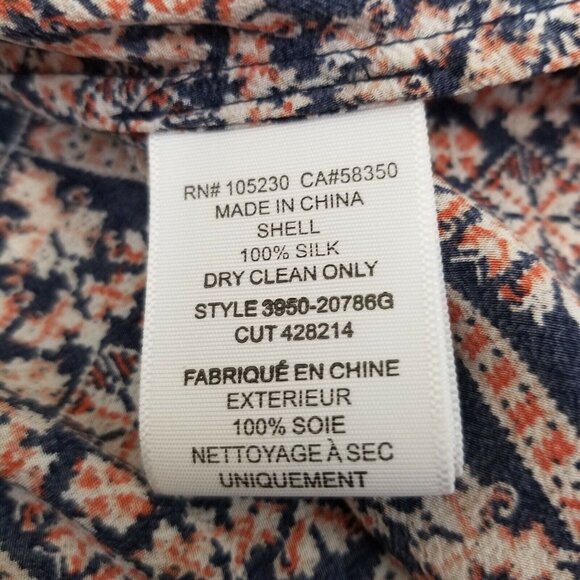 RN# 105230 CA#58350
MADE IN CHINA
SHELL
100% SILK
DRY CLEAN ONLY
STYLE 3950-20786G
CUT 428214
FABRIQUÉ EN CHINE
EXTERIEUR
100% SOIE
NETTOYAGE À SEC
UNIQUEMENT